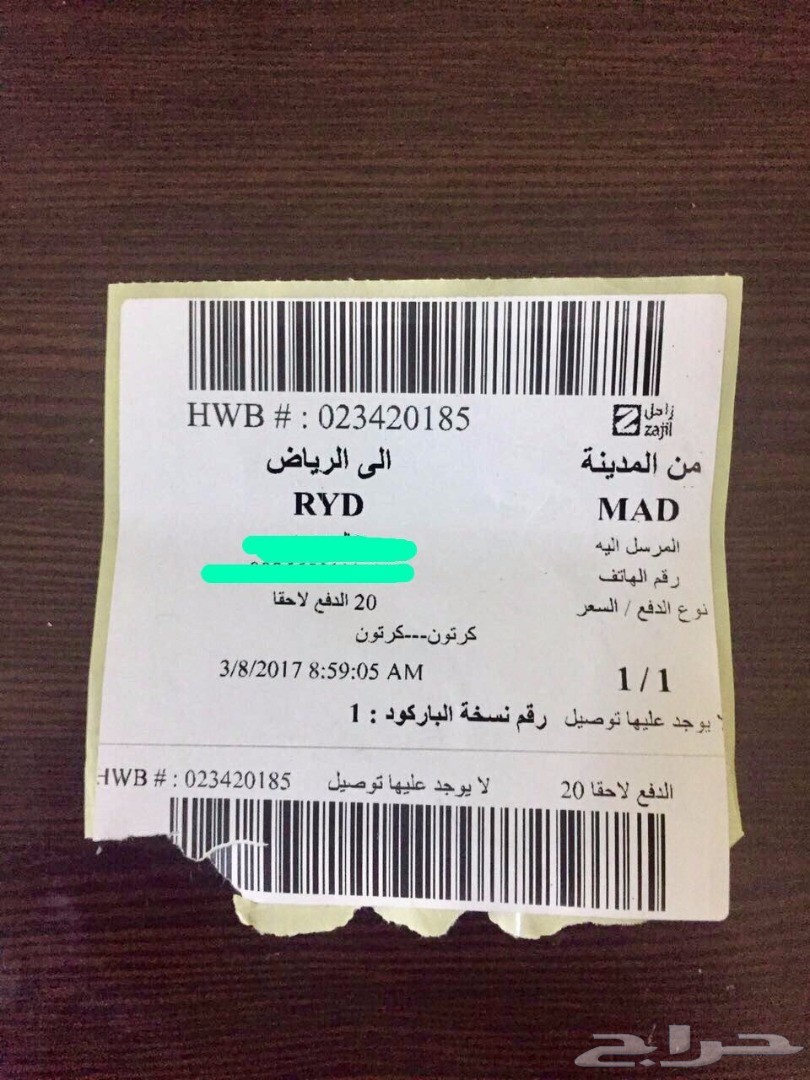 HWB # : 023420185
زاجل
zajil
من المدينة
الى الرياض
MAD
RYD
المرسل اليه
رقم الهاتف
نوع الدفع / السعر
20 الدفع لاحقا
كرتون---كرتون
1 / 1
3/8/2017 8:59:05 AM
لا يوجد عليها توصيل
رقم نسخة الباركود : 1
الدفع لاحقا 20
لا يوجد عليها توصيل
HWB # : 023420185
حراج